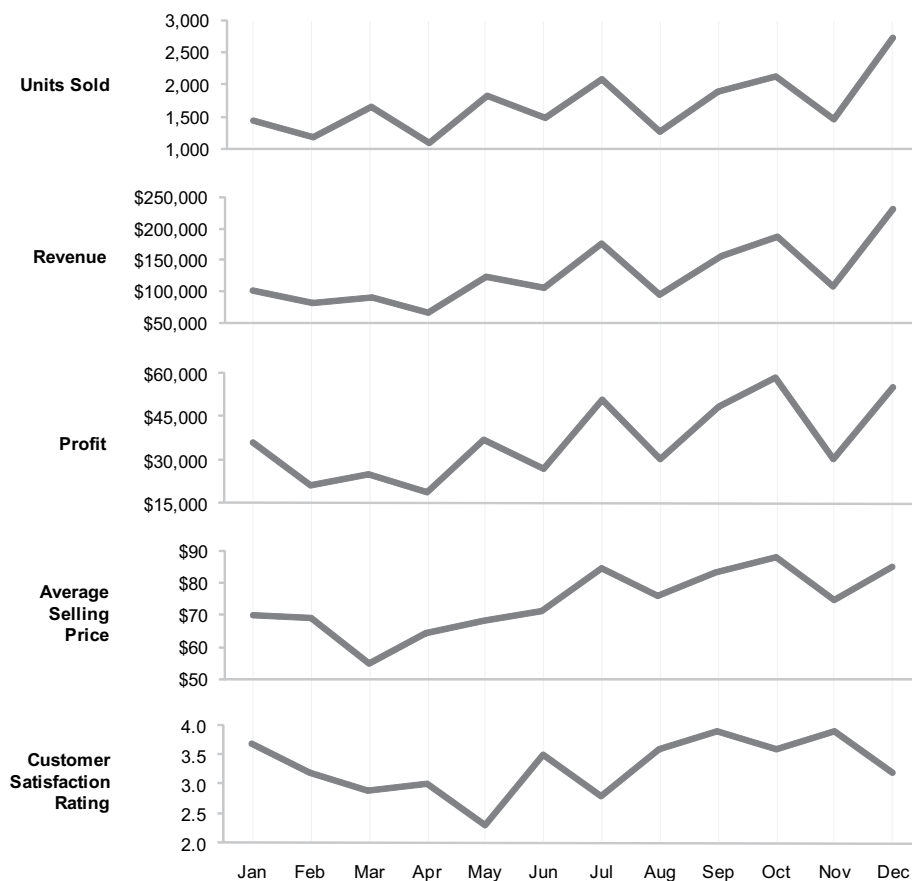 3,000
2,500
Units Sold
2,000
1,500
1,000
$250,000
$200,000
Revenue
$150,000
$100,000
$50,000
$60,000
$45,000
Profit
$30,000
$15,000
$90
$80
Average
Selling
Price
$70
$60
$50
4.0
3.5
Customer
Satisfaction
Rating
3.0
2.5
2.0
Jan Feb Mar Apr May Jun Jul Aug Sep Oct Nov Dec